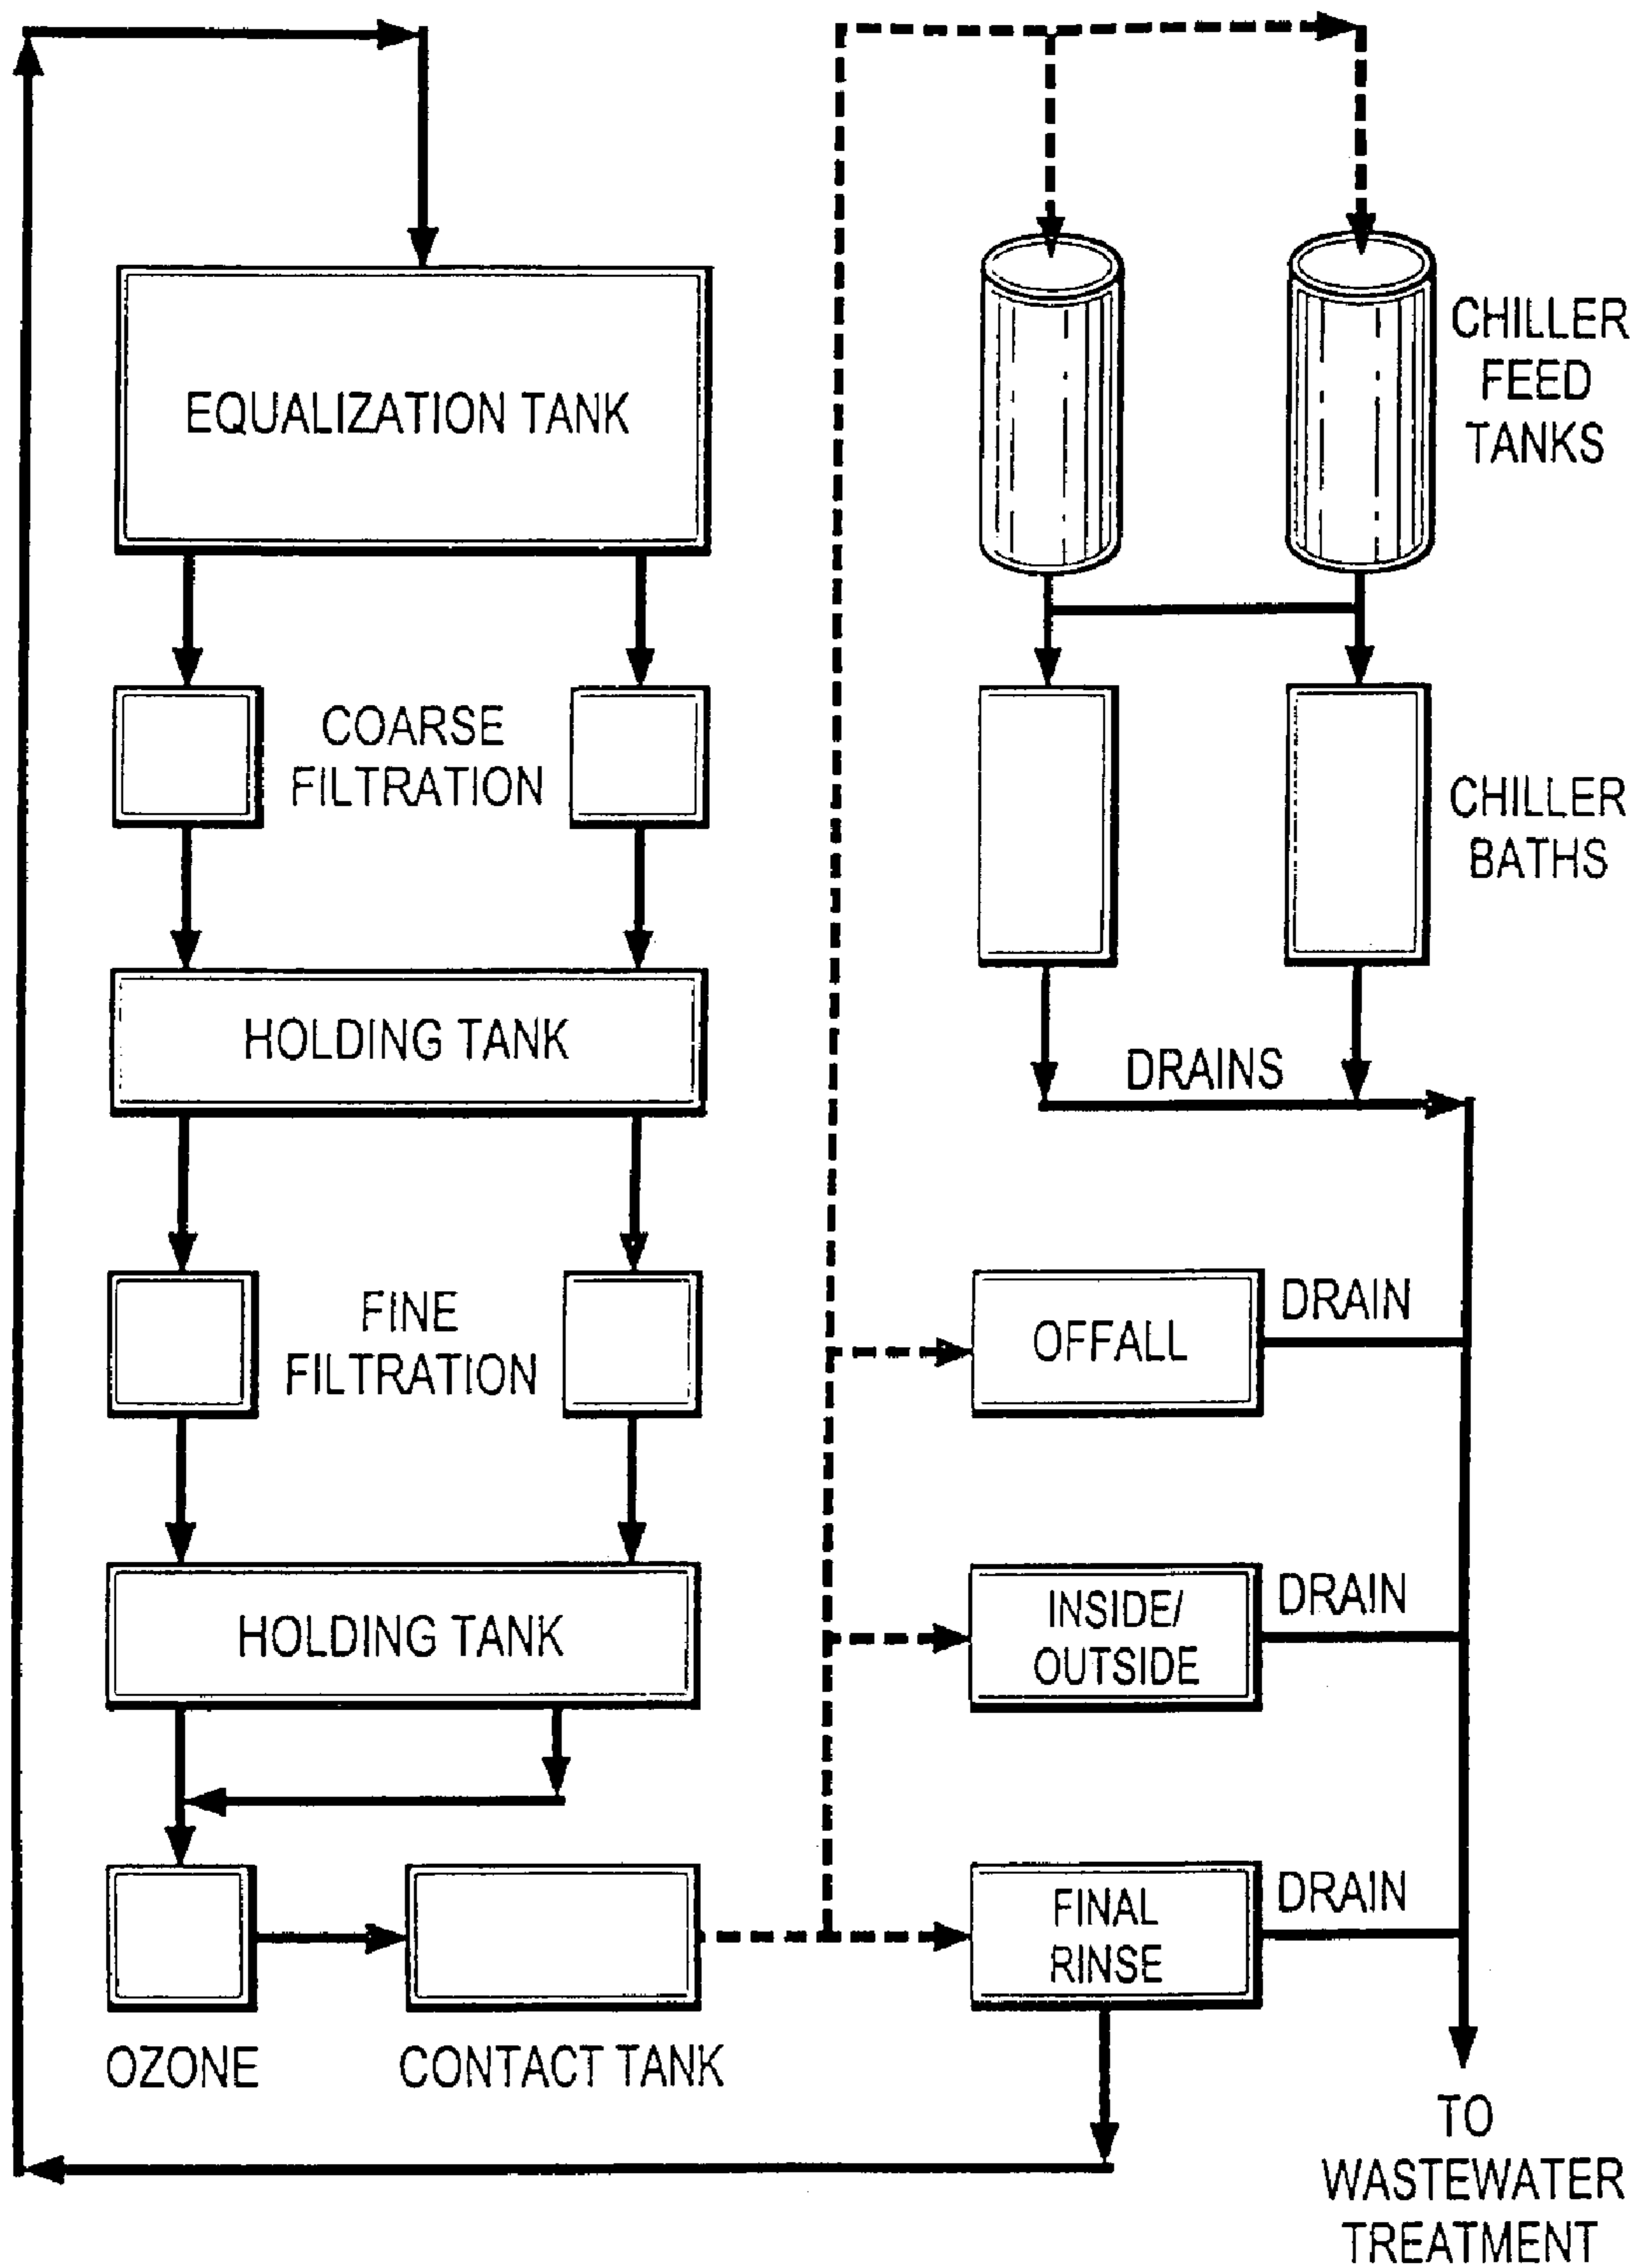 EQUALIZATION TANK
CHILLER
FEED
TANKS
COARSE
FILTRATION
CHILLER
BATHS
HOLDING TANK
DRAINS
FINE
FILTRATION
OFFALL
DRAIN
HOLDING TANK
INSIDE/
OUTSIDE
DRAIN
FINAL
RINSE
DRAIN
OZONE
CONTACT TANK
TO
WASTEWATER
TREATMENT